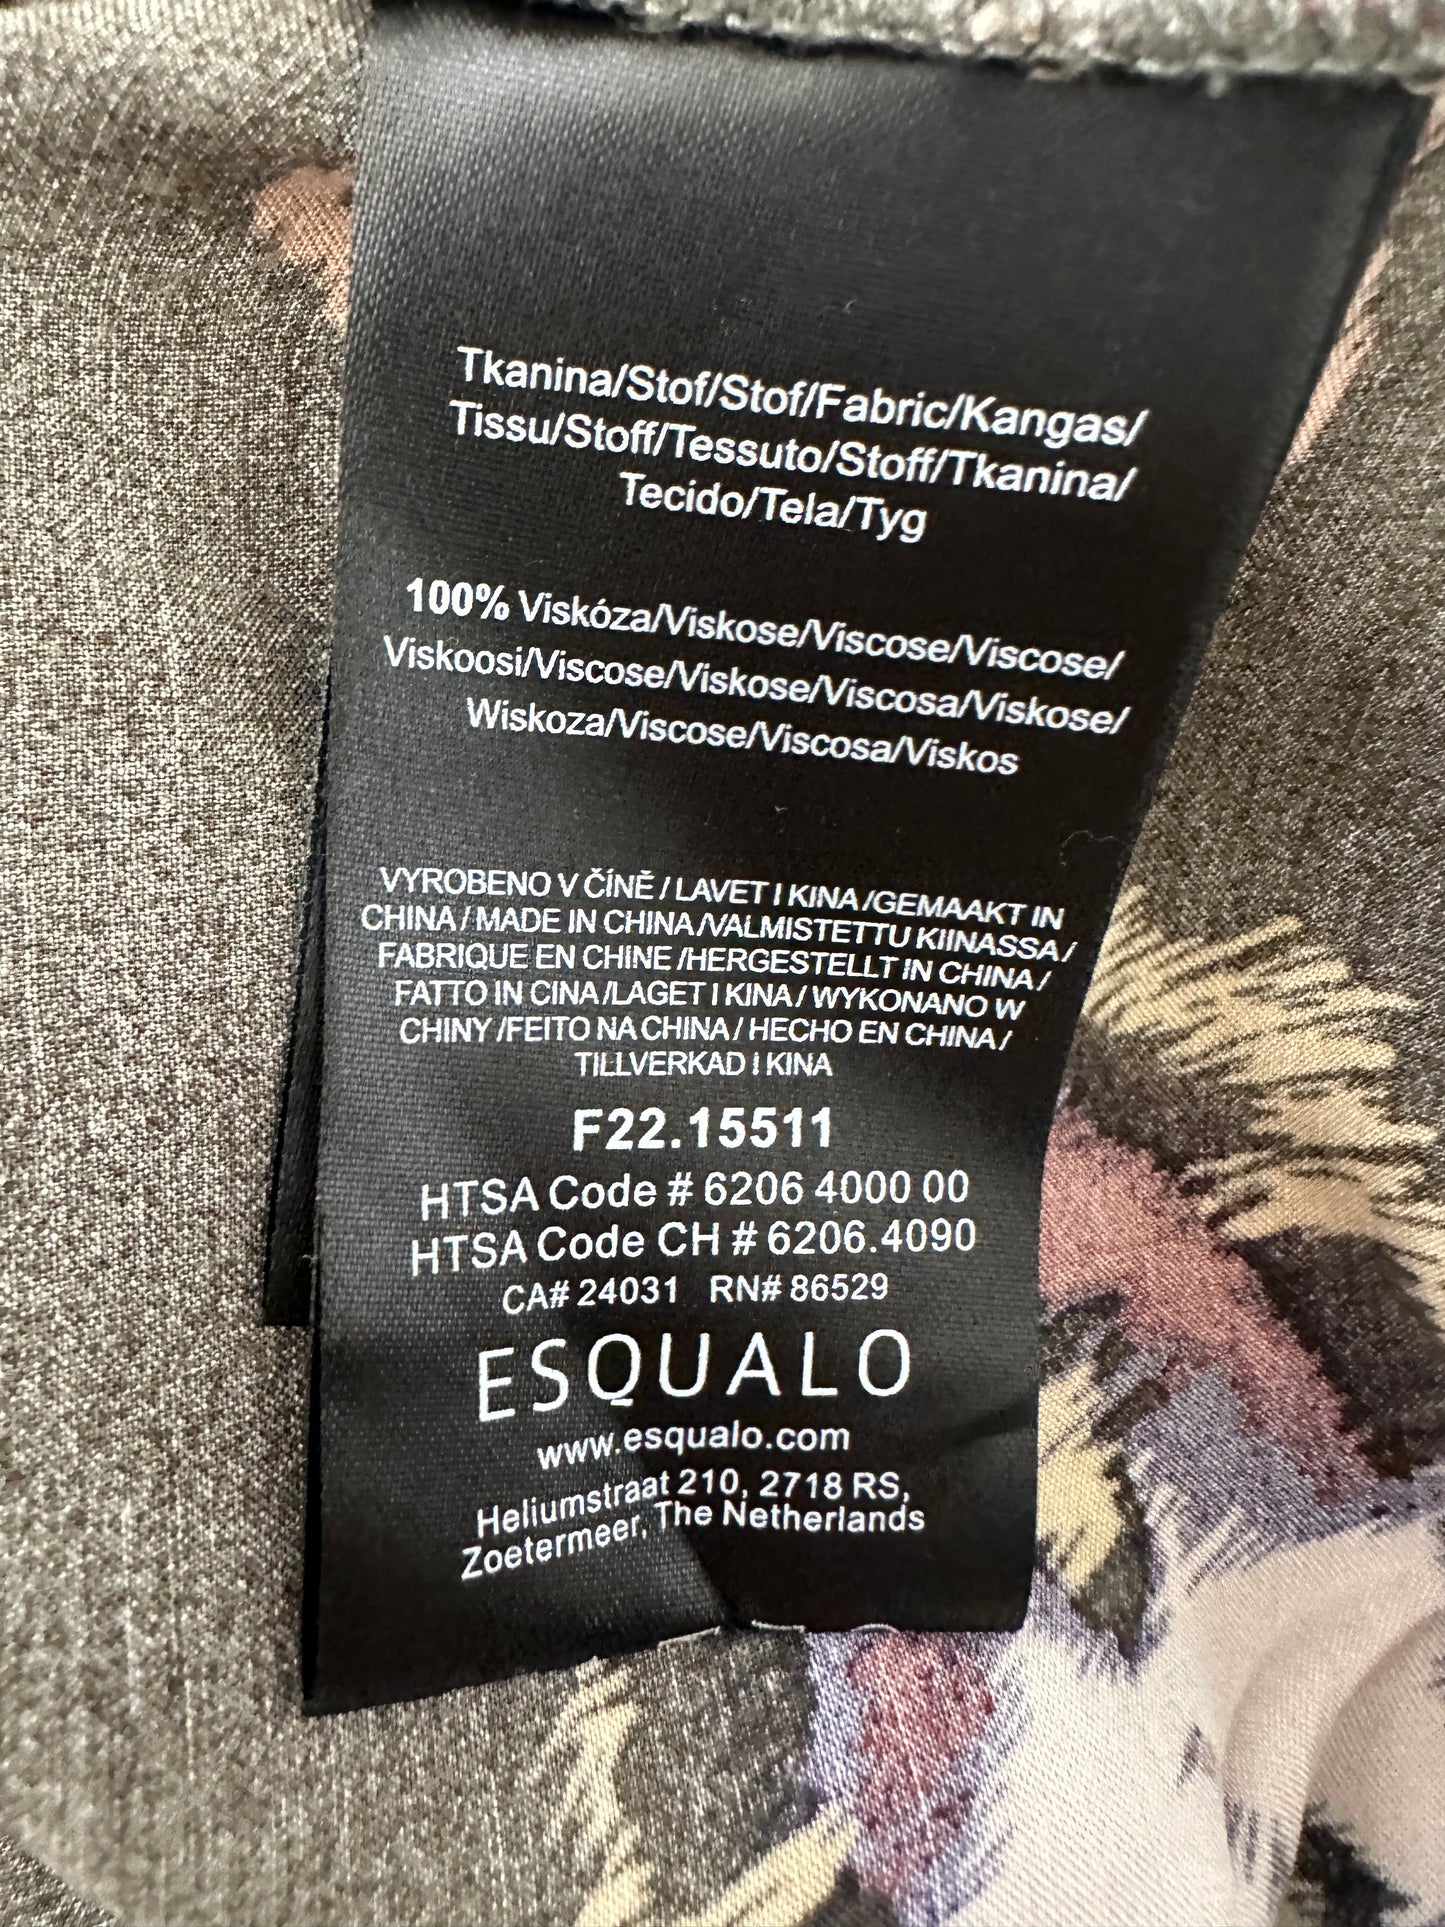 Tkanina/Stof/Stof/Fabric/Kangas/
Tissu/Stoff/Tessuto/Stoff/Tkanina/
Tecido/Tela/Tyg
100% Viskóza/Viskose/Viscose/Viscose/
Viskoosi/Viscose/Viskose/Viscosa/Viskose/
Wiskoza/Viscose/Viscosa/Viskos
VYROBENO V ČÍNĚ / LAVET I KINA /GEMAAKT IN
CHINA / MADE IN CHINA /VALMISTETTU KIINASSA /
FABRIQUE EN CHINE /HERGESTELLT IN CHINA /
FATTO IN CINA /LAGET I KINA / WYKONANO W
CHINY /FEITO NA CHINA / HECHO EN CHINA /
TILLVERKAD I KINA
F22.15511
HTSA Code # 6206 4000 00
HTSA Code CH # 6206.4090
CA# 24031 RN# 86529
ESQUALO
www.esqualo.com
Heliumstraat 210, 2718 RS,
Zoetermeer, The Netherlands